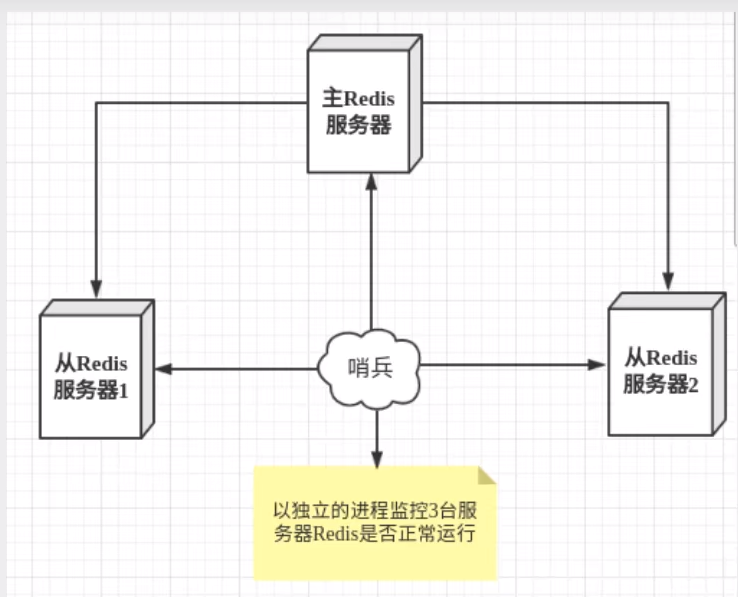 主Redis
服务器
从Redis
服务器1
哨兵
从Redis
服务器2
以独立的进程监控3台服
务器Redis是否正常运行